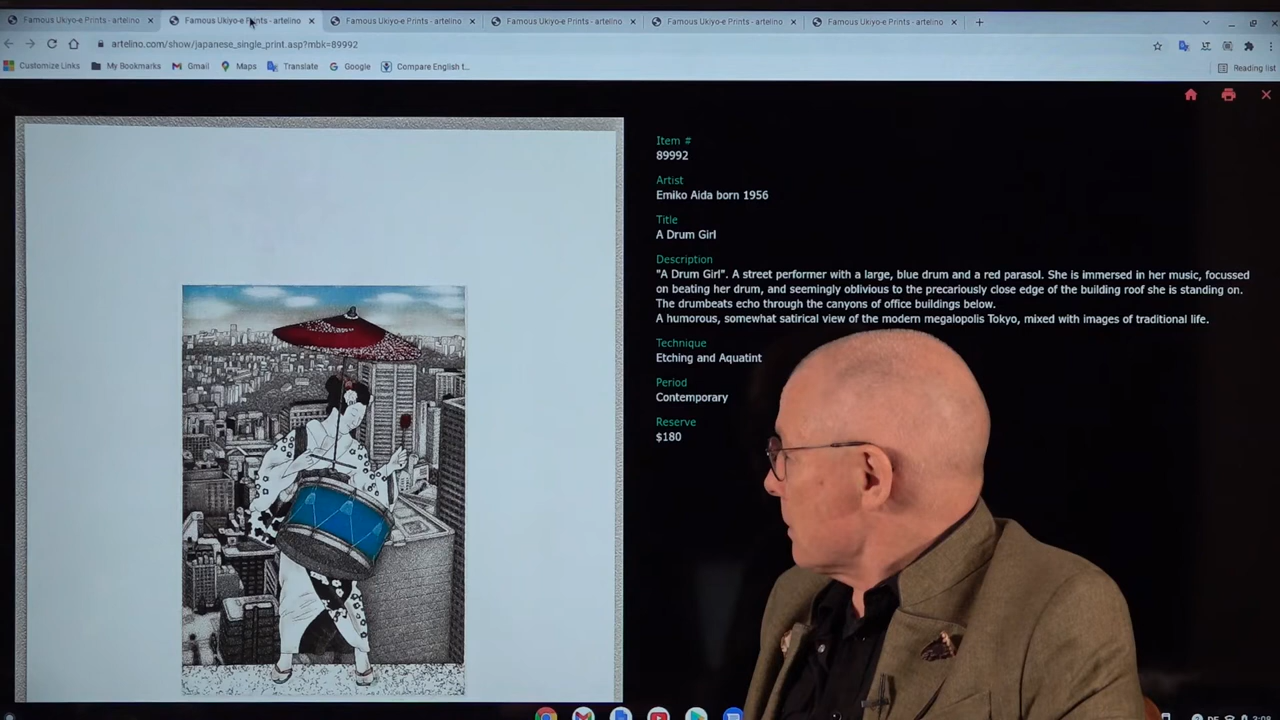 Famous Ukiyo-e Prints - artelino
Famous Ukiyo-e Prints - artelino
Famous Ukiyo-e Prints - artelino
Famous Ukiyo-e Prints - artelino
Famous Ukiyo-e Prints - artelino
Famous Ukiyo-e Prints - artelino
artelino.com/show/japanese_single_print.asp?mbk=89992
Customize Links My Bookmarks Gmail Maps Translate Google Compare English t... Reading list
Item #
89992
Artist
Emiko Aida born 1956
Title
A Drum Girl
Description
"A Drum Girl". A street performer with a large, blue drum and a red parasol. She is immersed in her music, focussed
on beating her drum, and seemingly oblivious to the precariously close edge of the building roof she is standing on.
The drumbeats echo through the canyons of office buildings below.
A humorous, somewhat satirical view of the modern megalopolis Tokyo, mixed with images of traditional life.
Technique
Etching and Aquatint
Period
Contemporary
Reserve
$180